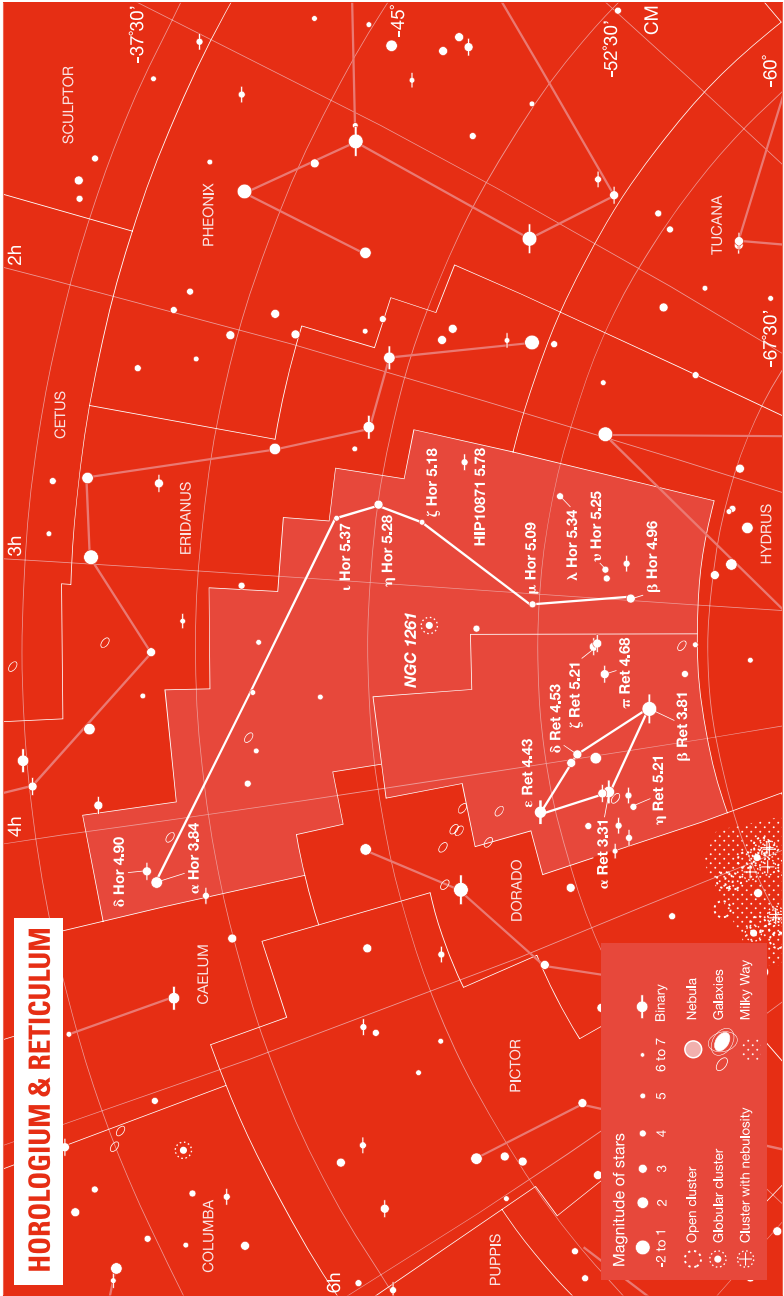 HOROLOGIUM & RETICULUM
SCULPTOR
-37°30'
-45°
-52°30'
CM
-60°
2h
PHEONIX
TUCANA
-67°30'
CETUS
3h
ERIDANUS
ι Hor 5.37
η Hor 5.28
ζ Hor 5.18
HIP10871 5.78
λ Hor 5.34
ν Hor 5.25
μ Hor 5.09
β Hor 4.96
HYDRUS
NGC 1261
4h
δ Hor 4.90
α Hor 3.84
ε Ret 4.43
δ Ret 4.53
ζ Ret 5.21
π Ret 4.68
β Ret 3.81
α Ret 3.31
η Ret 5.21
CAELUM
DORADO
PICTOR
COLUMBA
6h
PUPPIS
Magnitude of stars
-2 to 1 2 3 4 5 6 to 7 Binary
Open cluster Nebula
Globular cluster Galaxies
Cluster with nebulosity Milky Way